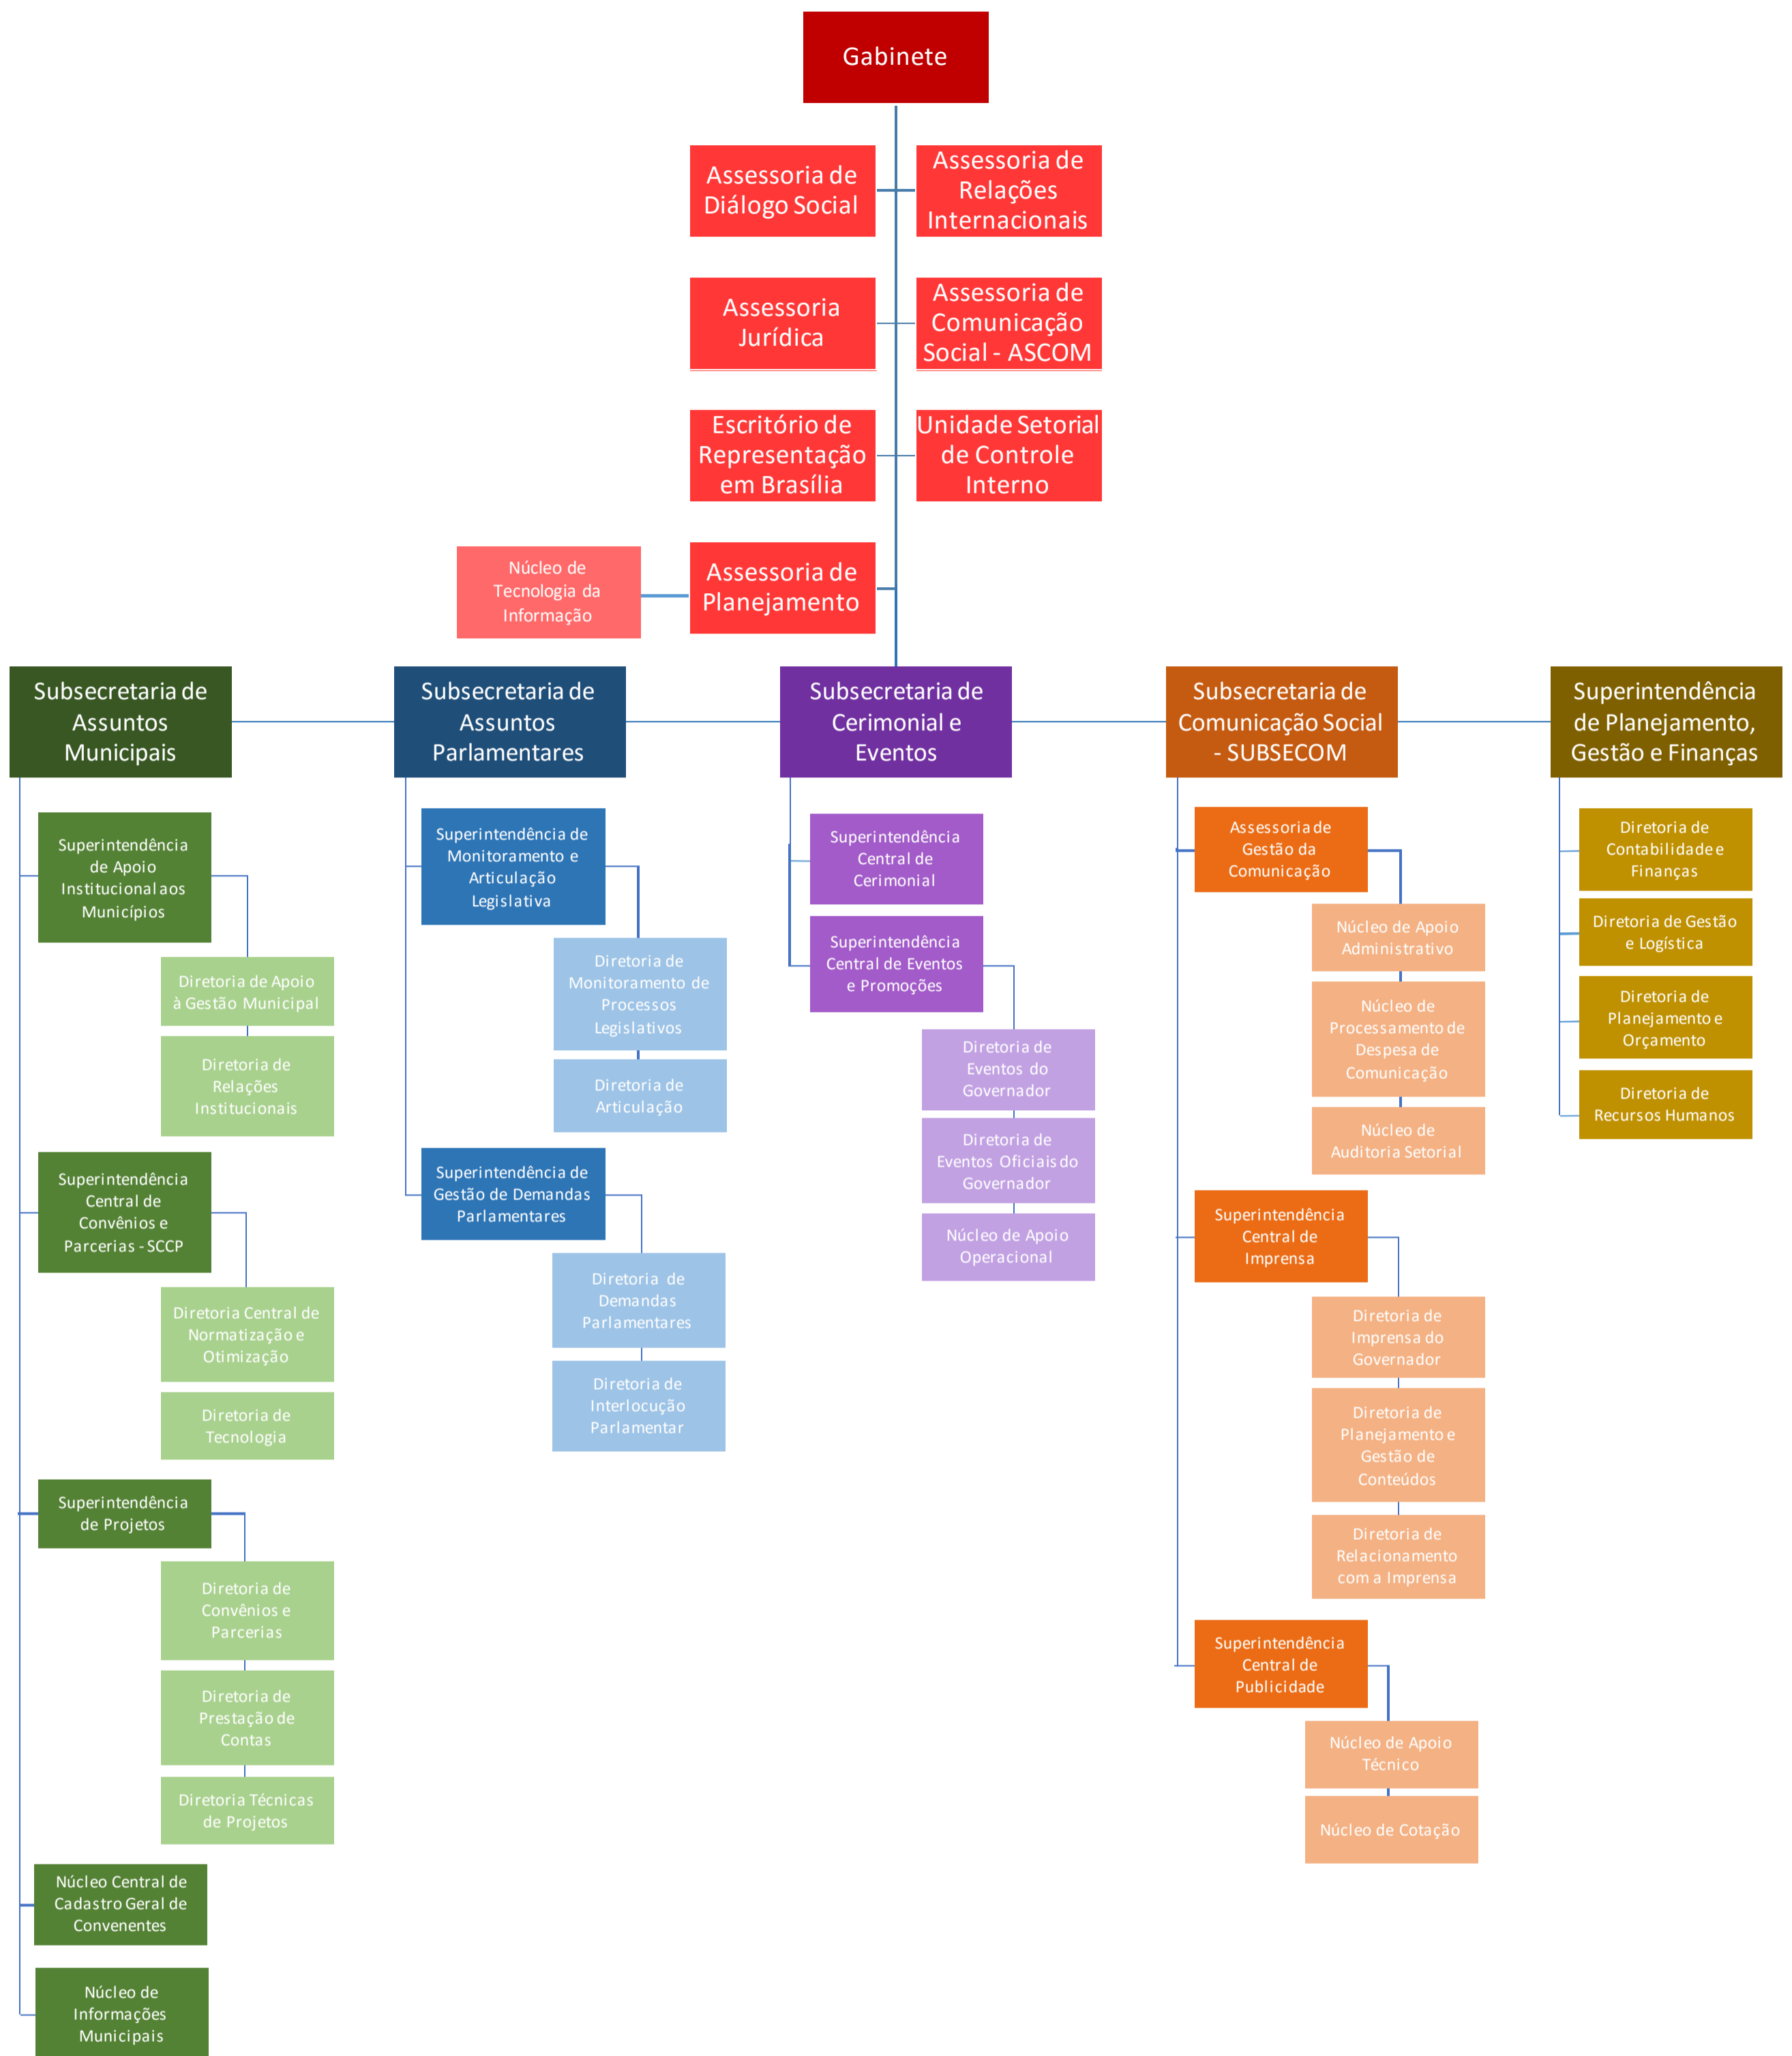 Gabinete
Assessoria de
Diálogo Social
Assessoria de
Relações
Internacionais
Assessoria
Jurídica
Assessoria de
Comunicação
Social - ASCOM
Escritório de
Representação
em Brasília
Unidade Setorial
de Controle
Interno
Núcleo de
Tecnologia da
Informação
Assessoria de
Planejamento
Subsecretaria de
Assuntos
Municipais
Subsecretaria de
Assuntos
Parlamentares
Subsecretaria de
Cerimonial e
Eventos
Subsecretaria de
Comunicação Social
- SUBSECOM
Superintendência
de Planejamento,
Gestão e Finanças
Superintendência
de Apoio
Institucional aos
Municípios
Diretoria de Apoio
à Gestão Municipal
Diretoria de
Relações
Institucionais
Superintendência
Central de
Convênios e
Parcerias - SCCP
Diretoria Central de
Normatização e
Otimização
Diretoria de
Tecnologia
Superintendência
de Projetos
Diretoria de
Convênios e
Parcerias
Diretoria de
Prestação de
Contas
Diretoria Técnicas
de Projetos
Núcleo Central de
Cadastro Geral de
Convenentes
Núcleo de
Informações
Municipais
Superintendência de
Monitoramento e
Articulação
Legislativa
Diretoria de
Monitoramento de
Processos
Legislativos
Diretoria de
Articulação
Superintendência de
Gestão de Demandas
Parlamentares
Diretoria de
Demandas
Parlamentares
Diretoria de
Interlocução
Parlamentar
Superintendência
Central de
Cerimonial
Superintendência
Central de Eventos
e Promoções
Diretoria de
Eventos do
Governador
Diretoria de
Eventos Oficiais do
Governador
Núcleo de Apoio
Operacional
Assessoria de
Gestão da
Comunicação
Núcleo de Apoio
Administrativo
Núcleo de
Processamento de
Despesa de
Comunicação
Núcleo de
Auditoria Setorial
Superintendência
Central de
Imprensa
Diretoria de
Imprensa do
Governador
Diretoria de
Planejamento e
Gestão de
Conteúdos
Diretoria de
Relacionamento
com a Imprensa
Superintendência
Central de
Publicidade
Núcleo de Apoio
Técnico
Núcleo de Cotação
Diretoria de
Contabilidade e
Finanças
Diretoria de Gestão
e Logística
Diretoria de
Planejamento e
Orçamento
Diretoria de
Recursos Humanos